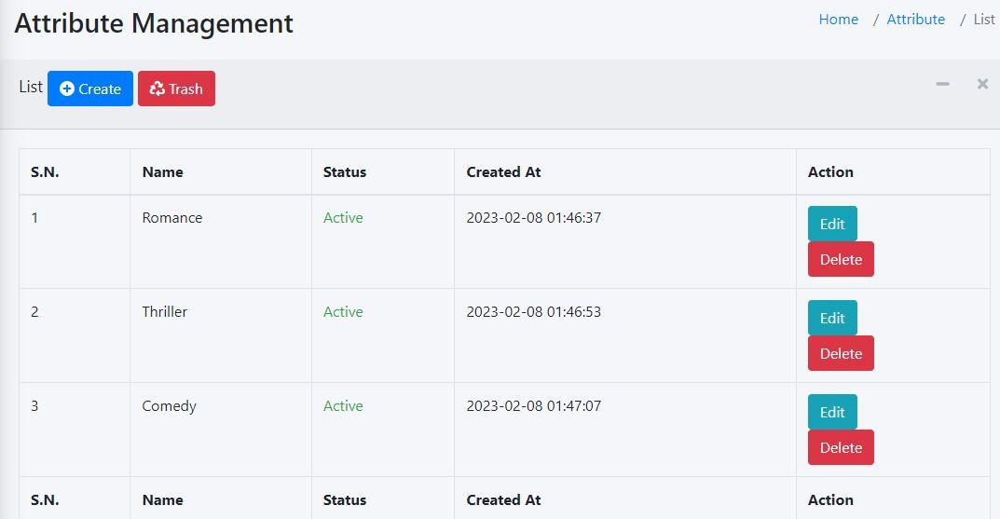 Attribute Management
Home / Attribute / List
List Create Trash
S.N. Name Status Created At Action
1 Romance Active 2023-02-08 01:46:37 Edit
Delete
2 Thriller Active 2023-02-08 01:46:53 Edit
Delete
3 Comedy Active 2023-02-08 01:47:07 Edit
Delete
S.N. Name Status Created At Action